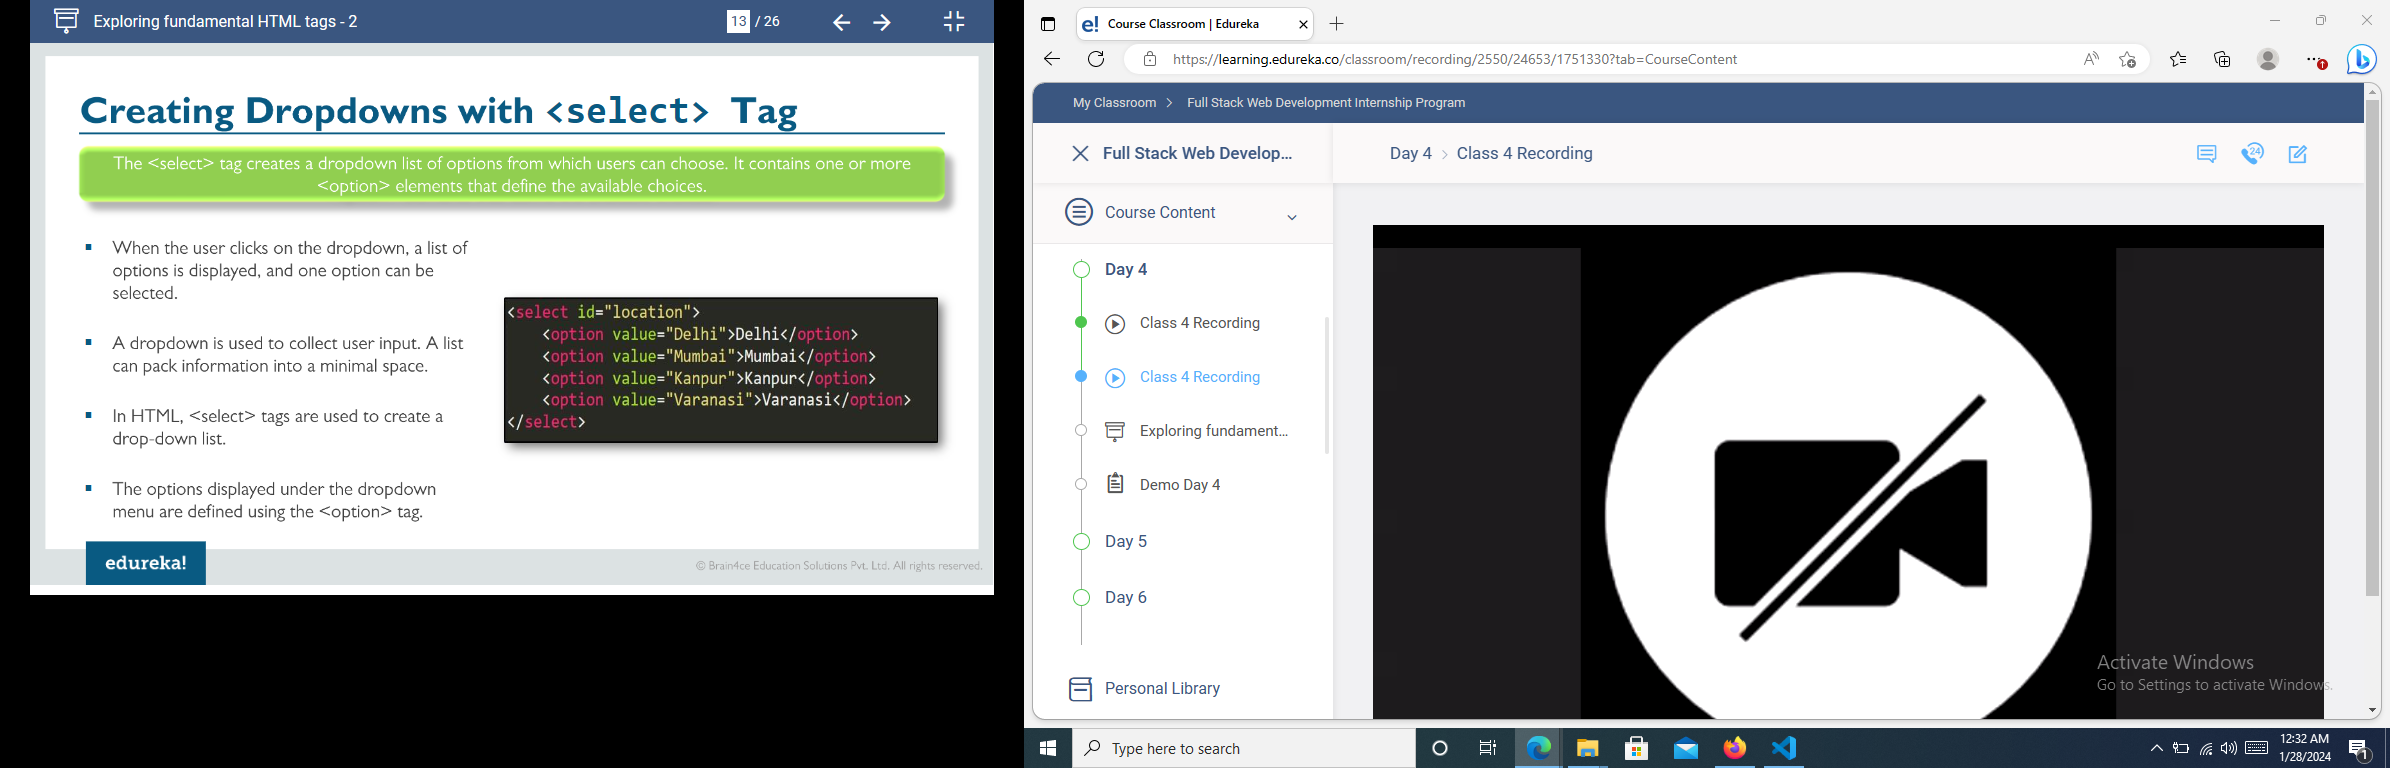 Exploring fundamental HTML tags - 2
13 / 26
Creating Dropdowns with <select> Tag
The <select> tag creates a dropdown list of options from which users can choose. It contains one or more
<option> elements that define the available choices.
When the user clicks on the dropdown, a list of
options is displayed, and one option can be
selected.
A dropdown is used to collect user input. A list
can pack information into a minimal space.
In HTML, <select> tags are used to create a
drop-down list.
The options displayed under the dropdown
menu are defined using the <option> tag.
<select id="location">
<option value="Delhi">Delhi</option>
<option value="Mumbai">Mumbai</option>
<option value="Kanpur">Kanpur</option>
<option value="Varanasi">Varanasi</option>
</select>
edureka!
© Brain4ce Education Solutions Pvt. Ltd. All rights reserved.
e! Course Classroom | Edureka
https://learning.edureka.co/classroom/recording/2550/24653/1751330?tab=CourseContent
My Classroom > Full Stack Web Development Internship Program
Full Stack Web Develop...
Day 4 > Class 4 Recording
24
Course Content
Day 4
Class 4 Recording
Class 4 Recording
Exploring fundament...
Demo Day 4
Day 5
Day 6
Personal Library
Activate Windows
Go to Settings to activate Windows.
Type here to search
12:32 AM
1/28/2024
1